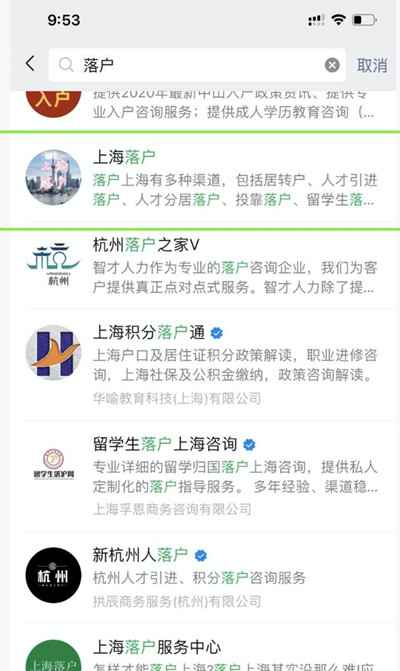 9:53
落户
取消
入户
提供2020年最新中山入户政策资讯、提供专
业入户咨询服务；提供成人学历教育咨询（...
上海落户
落户上海有多种渠道，包括居转户、人才引进
落户、人才分居落户、投靠落户、留学生落...
杭州落户之家V
智才人力作为专业的落户咨询企业，我们为客
户提供真正点对点式服务。智才人力除了提...
杭州
上海积分落户通
上海户口及居住证积分政策解读，职业进修咨
询，上海社保及公积金缴纳，政策咨询解读。
华喻教育科技(上海)有限公司
留学生落户上海咨询
专业详细的留学归国落户上海咨询，提供私人
定制化的落户指导服务。 多年经验、渠道稳...
留学生落户网
上海孚恩商务咨询有限公司
新杭州人落户
杭州人才引进、积分落户咨询服务
杭州
拱辰商务服务(杭州)有限公司
上海落户服务中心
上海落户
怎样才能落户上海?落户上海其实没那么难!应